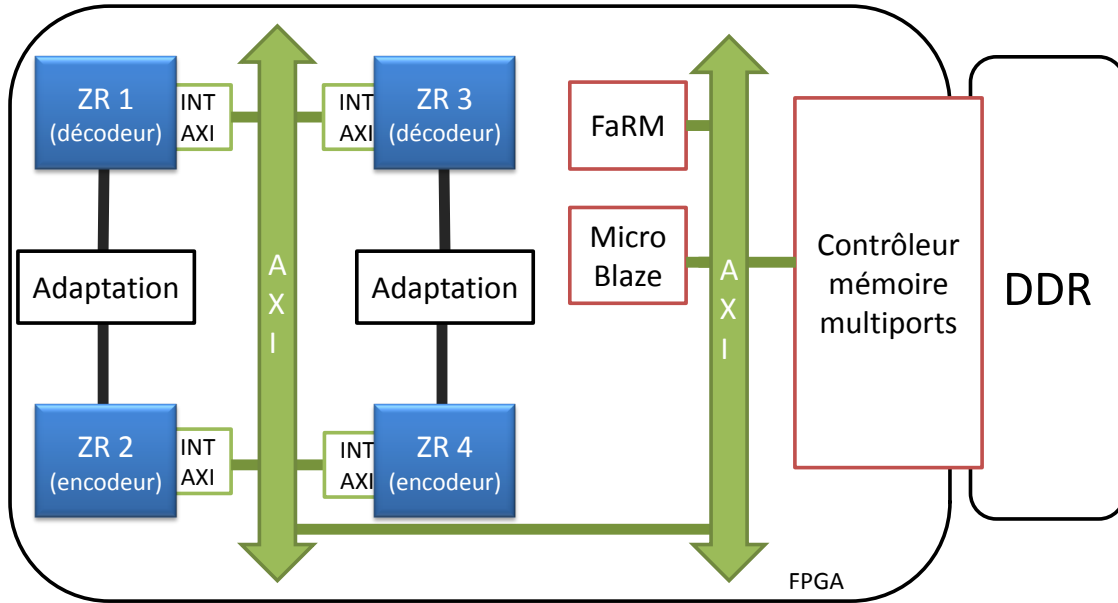 ZR 1
(décodeur)
INT
AXI
Adaptation
ZR 2
(encodeur)
INT
AXI
A
X
I
INT
AXI
ZR 3
(décodeur)
Adaptation
INT
AXI
ZR 4
(encodeur)
FaRM
Micro
Blaze
A
X
I
Contrôleur
mémoire
multiports
DDR
FPGA